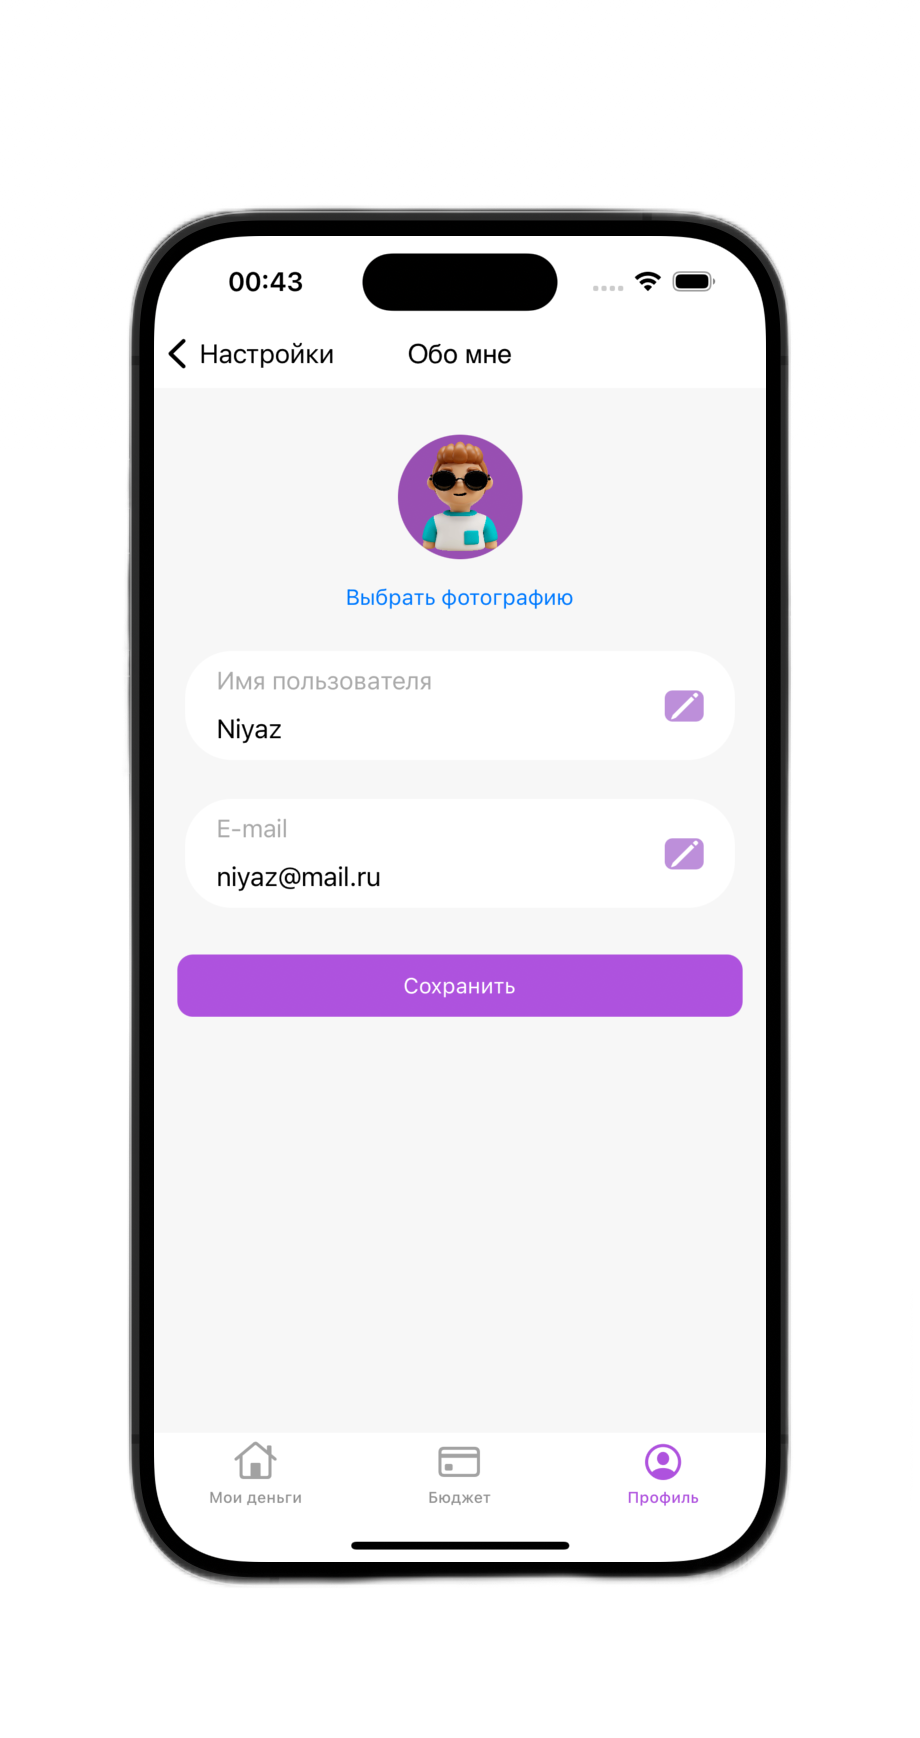 00:43
Настройки
Обо мне
Выбрать фотографию
Имя пользователя
Niyaz
E-mail
niyaz@mail.ru
Сохранить
Мои деньги
Бюджет
Профиль